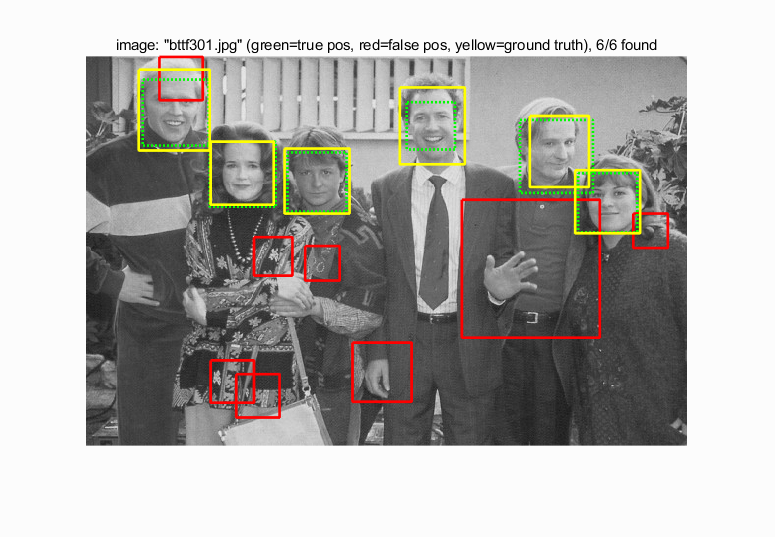 image: "bttf301.jpg" (green=true pos, red=false pos, yellow=ground truth), 6/6 found